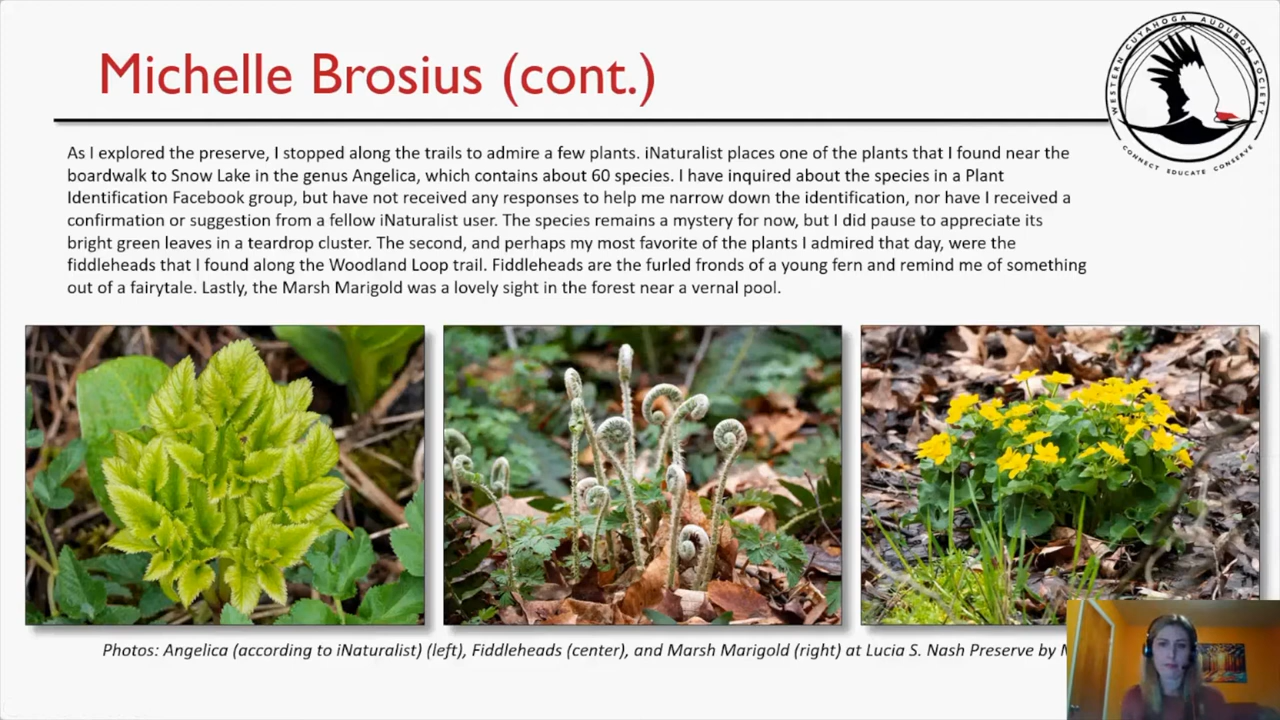 Michelle Brosius (cont.)
WESTERN CUYAHOGA AUDUBON SOCIETY
CONNECT EDUCATE CONSERVE
As I explored the preserve, I stopped along the trails to admire a few plants. iNaturalist places one of the plants that I found near the
boardwalk to Snow Lake in the genus Angelica, which contains about 60 species. I have inquired about the species in a Plant
Identification Facebook group, but have not received any responses to help me narrow down the identification, nor have I received a
confirmation or suggestion from a fellow iNaturalist user. The species remains a mystery for now, but I did pause to appreciate its
bright green leaves in a teardrop cluster. The second, and perhaps my most favorite of the plants I admired that day, were the
fiddleheads that I found along the Woodland Loop trail. Fiddleheads are the furled fronds of a young fern and remind me of something
out of a fairytale. Lastly, the Marsh Marigold was a lovely sight in the forest near a vernal pool.
Photos: Angelica (according to iNaturalist) (left), Fiddleheads (center), and Marsh Marigold (right) at Lucia S. Nash Preserve by